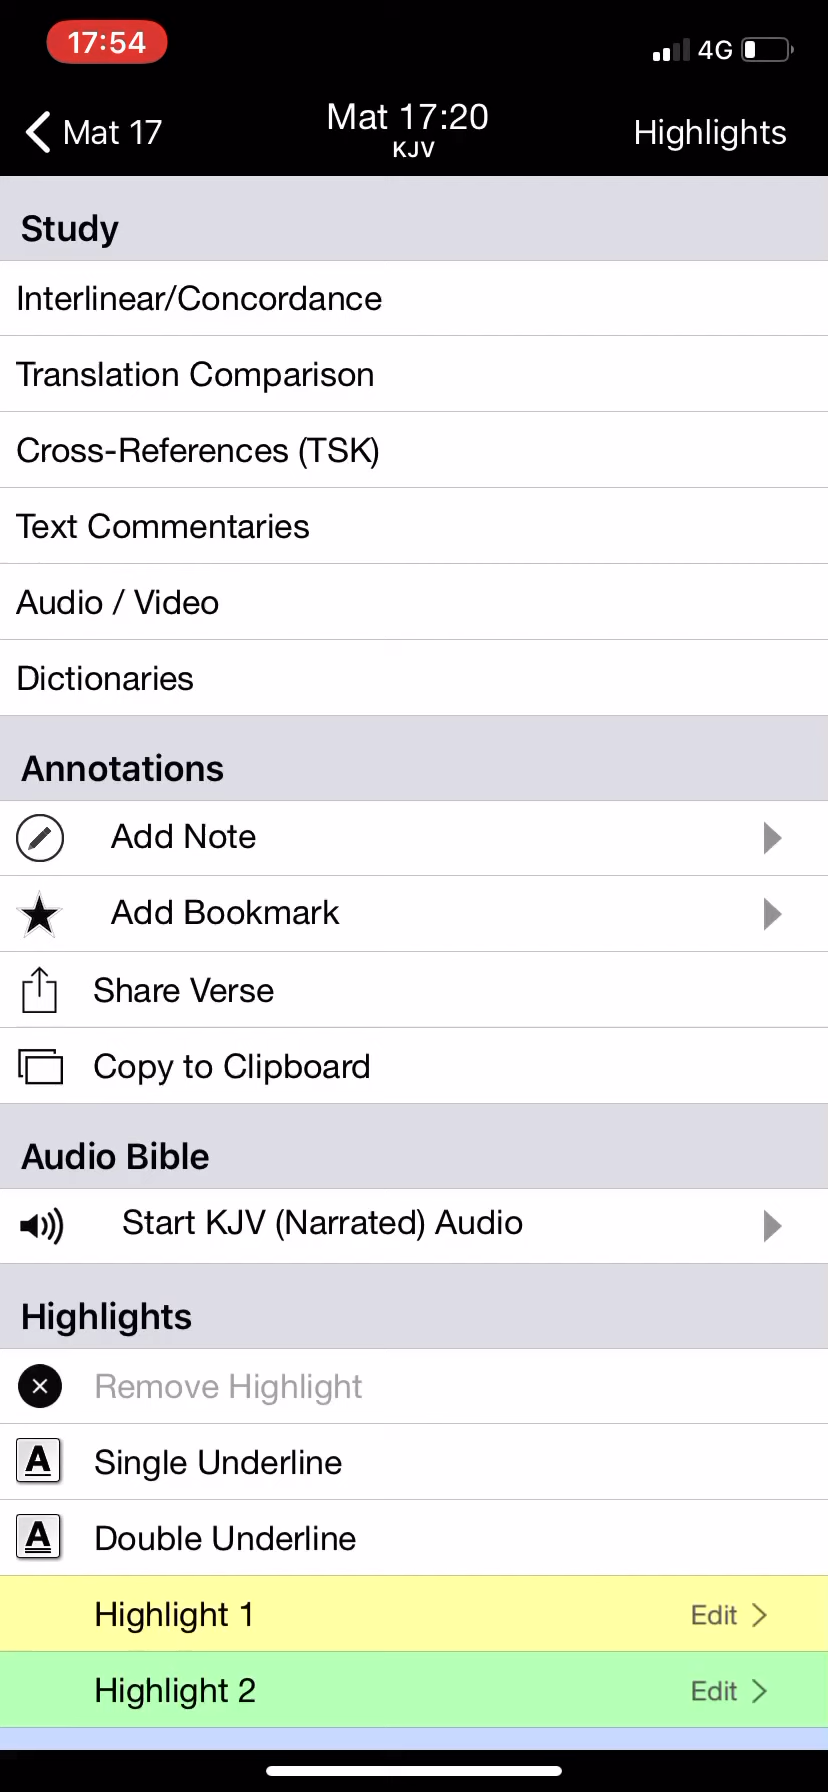 17:54
4G
Mat 17
Mat 17:20
KJV
Highlights
Study
Interlinear/Concordance
Translation Comparison
Cross-References (TSK)
Text Commentaries
Audio / Video
Dictionaries
Annotations
Add Note
Add Bookmark
Share Verse
Copy to Clipboard
Audio Bible
Start KJV (Narrated) Audio
Highlights
Remove Highlight
A Single Underline
A Double Underline
Highlight 1 Edit
Highlight 2 Edit